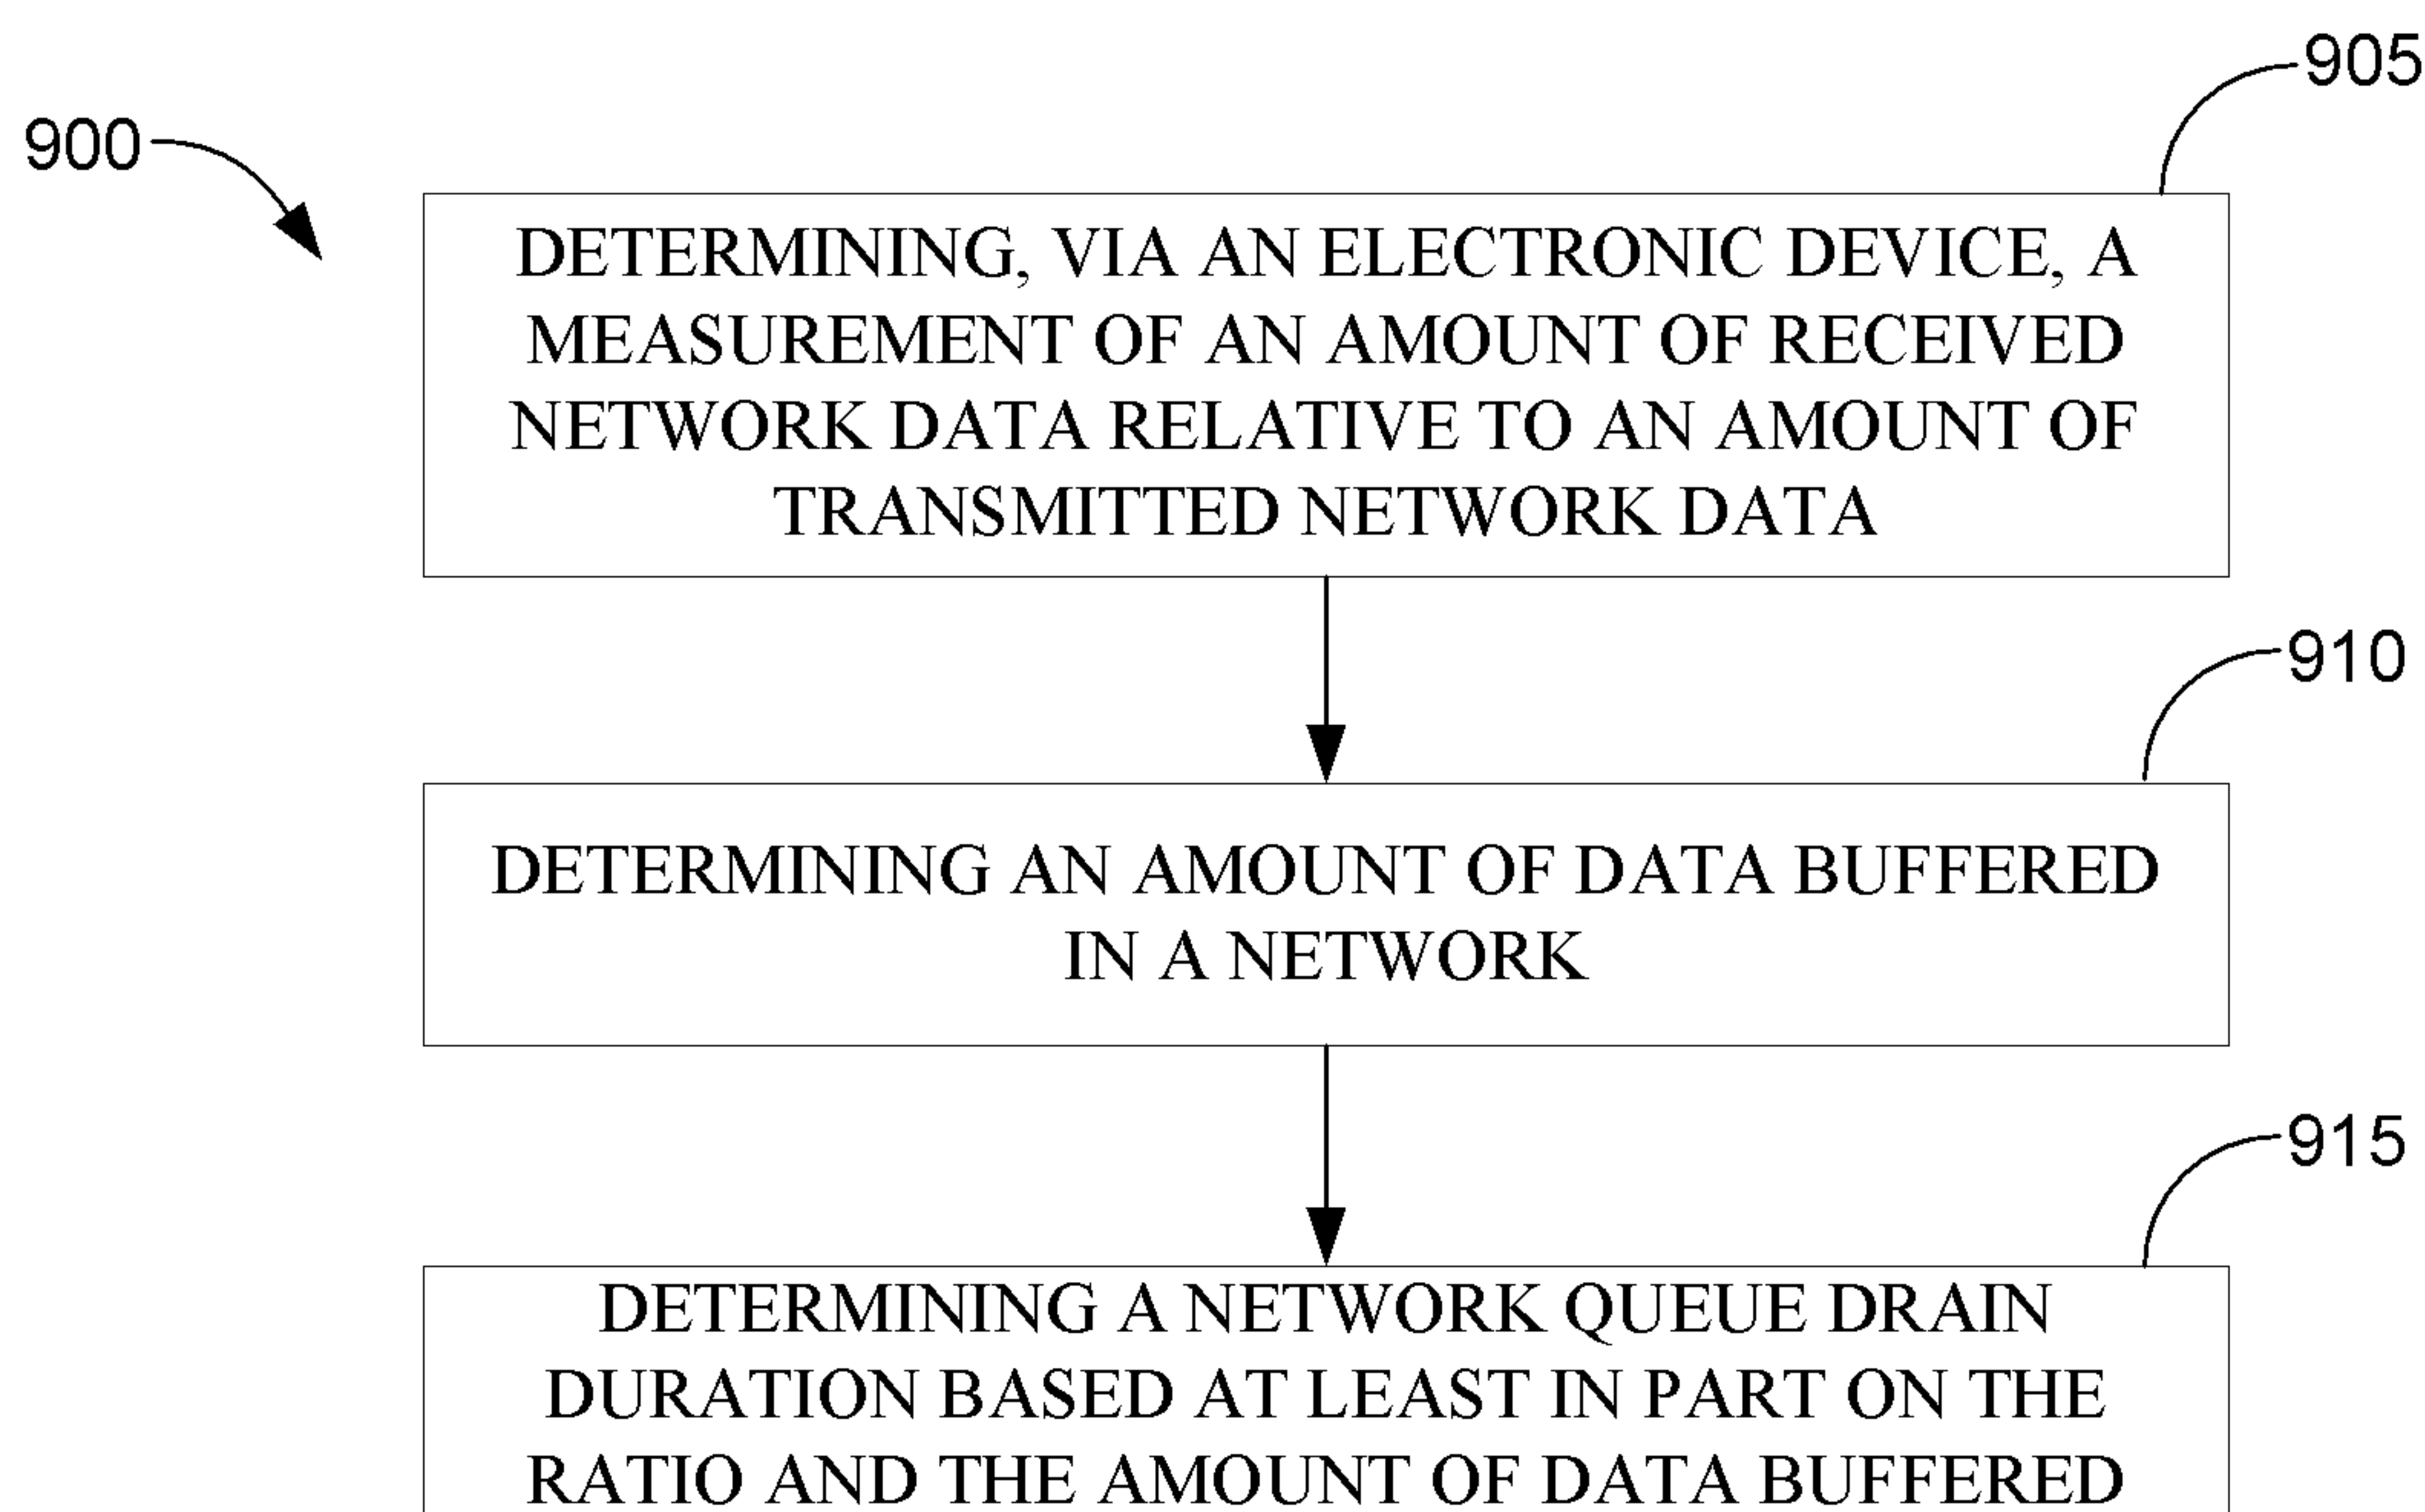 905
900
DETERMINING, VIA AN ELECTRONIC DEVICE, A
MEASUREMENT OF AN AMOUNT OF RECEIVED
NETWORK DATA RELATIVE TO AN AMOUNT OF
TRANSMITTED NETWORK DATA
910
DETERMINING AN AMOUNT OF DATA BUFFERED
IN A NETWORK
915
DETERMINING A NETWORK QUEUE DRAIN
DURATION BASED AT LEAST IN PART ON THE
RATIO AND THE AMOUNT OF DATA BUFFERED